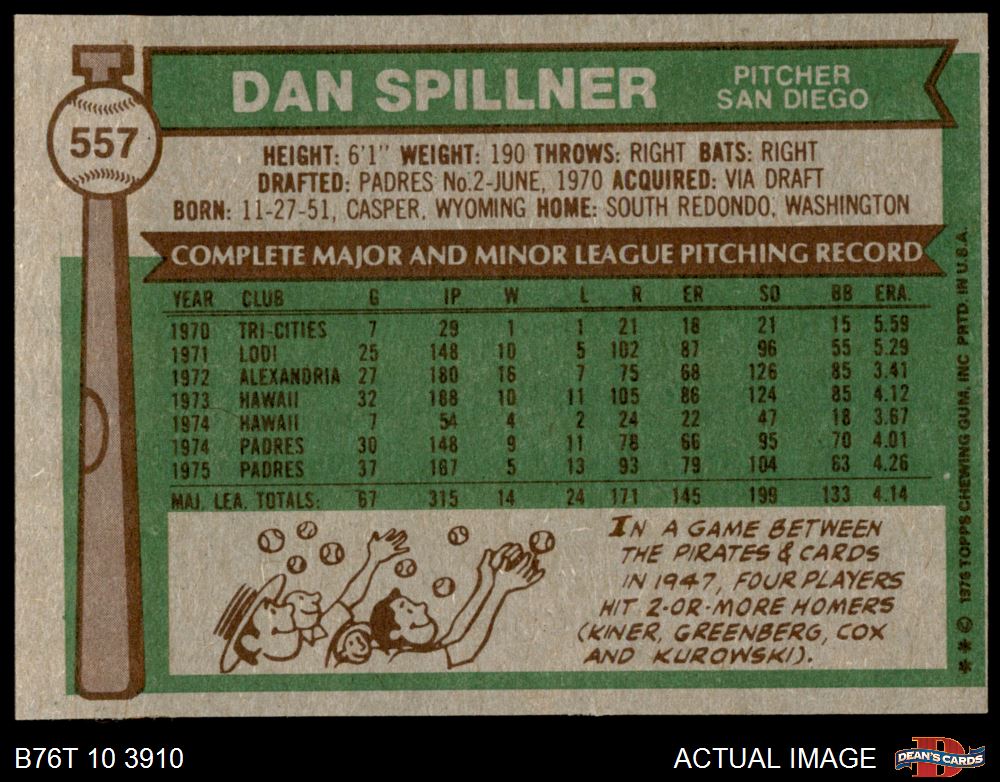 557
DAN SPILLNER
PITCHER
SAN DIEGO
HEIGHT: 6'1" WEIGHT: 190 THROWS: RIGHT BATS: RIGHT
DRAFTED: PADRES No.2-JUNE, 1970 ACQUIRED: VIA DRAFT
BORN: 11-27-51, CASPER, WYOMING HOME: SOUTH REDONDO, WASHINGTON
COMPLETE MAJOR AND MINOR LEAGUE PITCHING RECORD
YEAR CLUB G IP W L R ER SO BB ERA.
1970 TRI-CITIES 7 29 1 1 21 18 21 15 5.59
1971 LODI 25 148 10 5 102 87 96 55 5.29
1972 ALEXANDRIA 27 180 16 7 75 68 126 85 3.41
1973 HAWAII 32 188 10 11 105 86 124 85 4.12
1974 HAWAII 7 54 4 2 24 22 47 18 3.67
1974 PADRES 30 148 9 11 78 66 95 70 4.01
1975 PADRES 37 167 5 13 93 79 104 63 4.26
MAJ. LEA. TOTALS: 67 315 14 24 171 145 199 133 4.14
IN A GAME BETWEEN
THE PIRATES & CARDS
IN 1947, FOUR PLAYERS
HIT 2-OR-MORE HOMERS
(KINER, GREENBERG, COX
AND KUROWSKI).
**© 1976 TOPPS CHEWING GUM, INC PRTD. IN U.S.A.
B76T 10 3910
ACTUAL IMAGE
D
DEAN'S CARDS